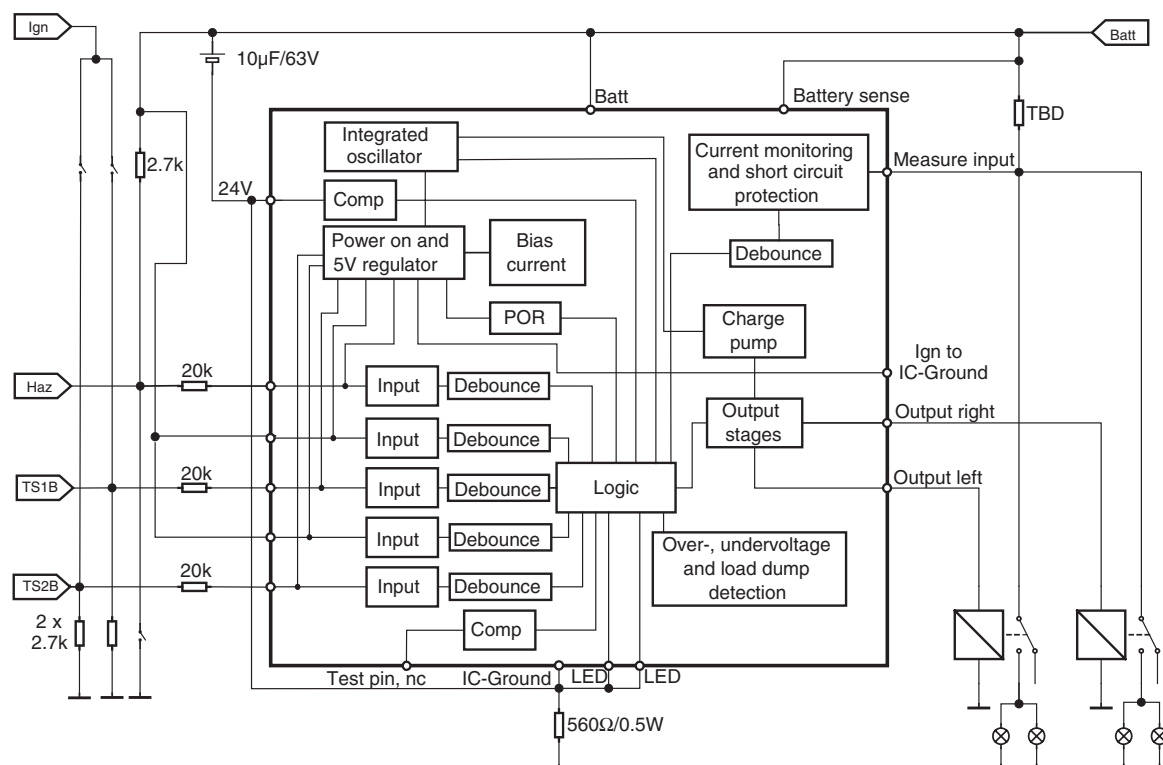 Ign
Batt
10µF/63V
Batt
Battery sense
TBD
Integrated
oscillator
Current monitoring
and short circuit
protection
Measure input
2.7k
24V
Comp
Power on and
5V regulator
Bias
current
Debounce
POR
Charge
pump
Ign to
IC-Ground
Haz
20k
Input
Debounce
Output
stages
Output right
Input
Debounce
TS1B
20k
Input
Debounce
Logic
Output left
Input
Debounce
Over-, undervoltage
and load dump
detection
TS2B
20k
Input
Debounce
2 x
2.7k
Comp
Test pin, nc
IC-Ground
LED
LED
560Ω/0.5W